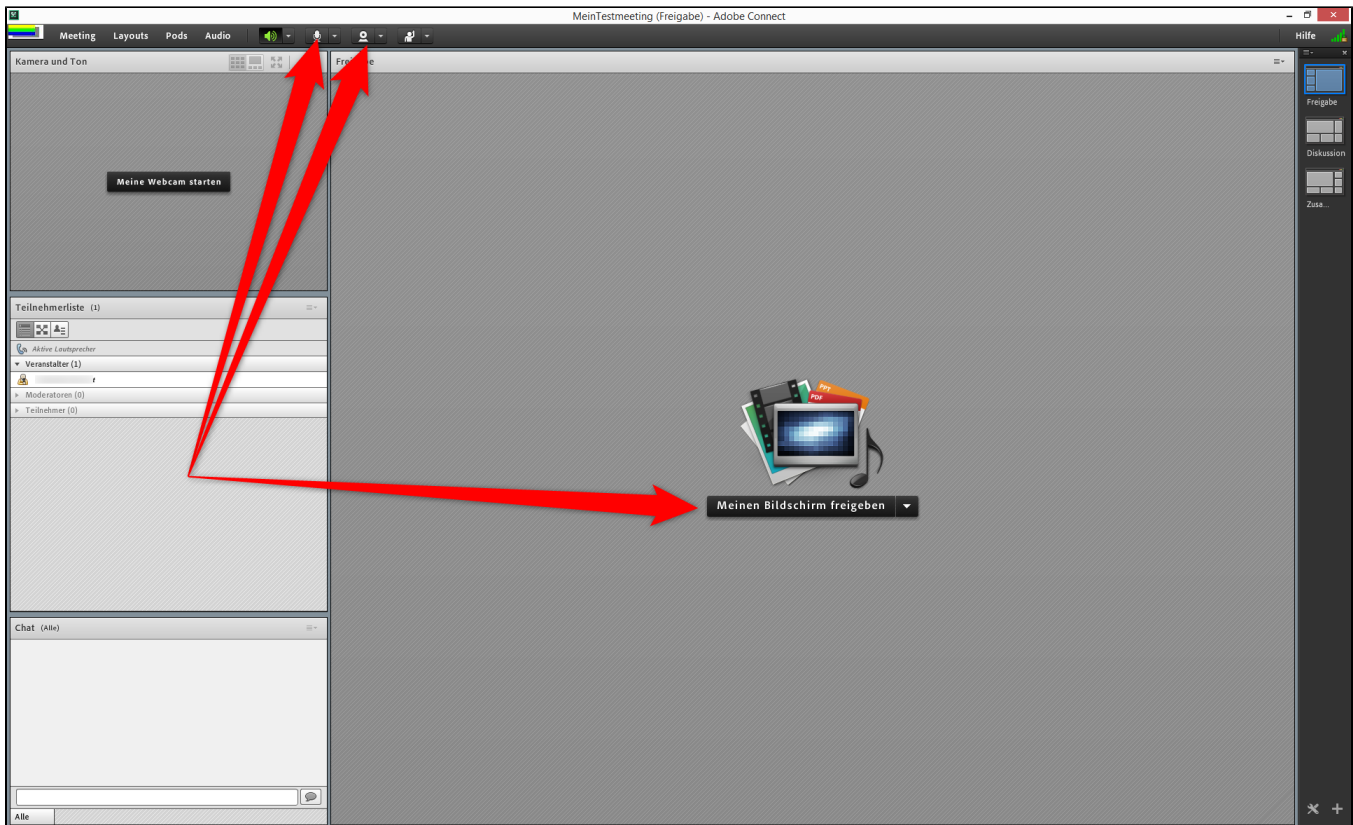 MeinTestmeeting (Freigabe) - Adobe Connect
Meeting Layouts Pods Audio Hilfe
Kamera und Ton
Freigabe
Meine Webcam starten
Freigabe
Diskussion
Zusa...
Teilnehmerliste (1)
Aktive Lautsprecher
Veranstalter (1)
Moderatoren (0)
Teilnehmer (0)
PPT
PDF
Meinen Bildschirm freigeben
Chat (Alle)
Alle